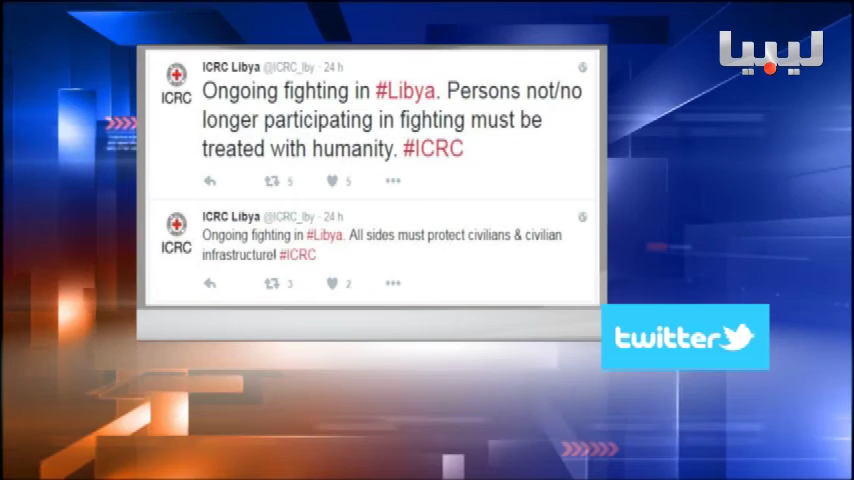 ليبيا
ICRC Libya @ICRC_lby · 24 h
ICRC
Ongoing fighting in #Libya. Persons not/no
longer participating in fighting must be
treated with humanity. #ICRC
5 5
ICRC Libya @ICRC_lby · 24 h
ICRC
Ongoing fighting in #Libya. All sides must protect civilians & civilian
infrastructure! #ICRC
3 2
twitter